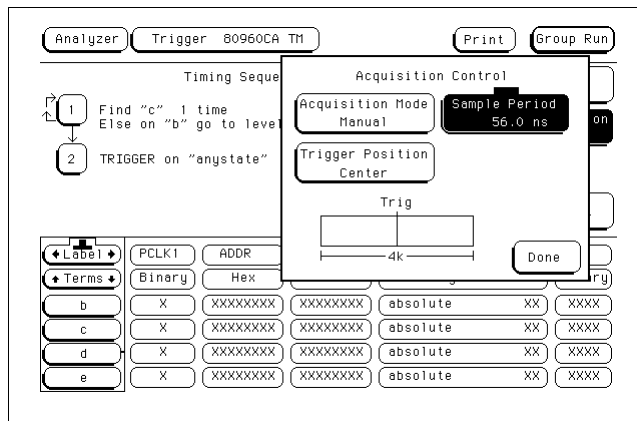 Analyzer Trigger 80960CA TM Print Group Run
Timing Seque
Acquisition Control
Acquisition Mode
Manual
Sample Period
56.0 ns
on
1 Find "c" 1 time
Else on "b" go to level
2 TRIGGER on "anystate"
Trigger Position
Center
Trig
4k
Done
Label PCLK1 ADDR
Terms Binary Hex
b X XXXXXXXX XXXXXXXX absolute XX XXXX
c X XXXXXXXX XXXXXXXX absolute XX XXXX
d X XXXXXXXX XXXXXXXX absolute XX XXXX
e X XXXXXXXX XXXXXXXX absolute XX XXXX